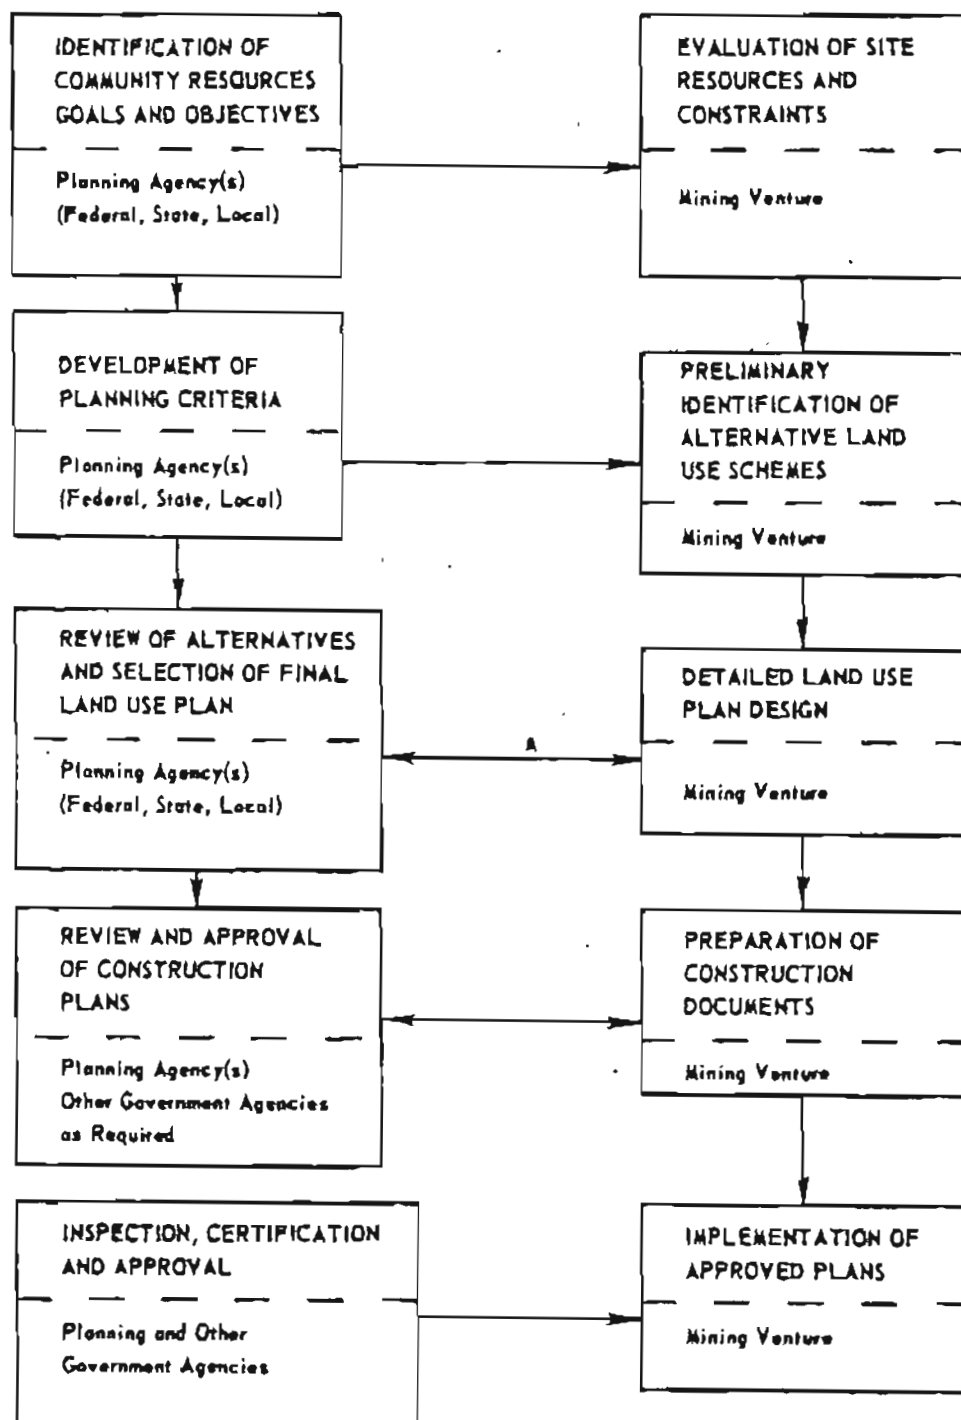 IDENTIFICATION OF
COMMUNITY RESOURCES
GOALS AND OBJECTIVES
Planning Agency(s)
(Federal, State, Local)
EVALUATION OF SITE
RESOURCES AND
CONSTRAINTS
Mining Venture
DEVELOPMENT OF
PLANNING CRITERIA
Planning Agency(s)
(Federal, State, Local)
PRELIMINARY
IDENTIFICATION OF
ALTERNATIVE LAND
USE SCHEMES
Mining Venture
REVIEW OF ALTERNATIVES
AND SELECTION OF FINAL
LAND USE PLAN
Planning Agency(s)
(Federal, State, Local)
DETAILED LAND USE
PLAN DESIGN
Mining Venture
REVIEW AND APPROVAL
OF CONSTRUCTION
PLANS
Planning Agency(s)
Other Government Agencies
as Required
PREPARATION OF
CONSTRUCTION
DOCUMENTS
Mining Venture
INSPECTION, CERTIFICATION
AND APPROVAL
Planning and Other
Government Agencies
IMPLEMENTATION OF
APPROVED PLANS
Mining Venture